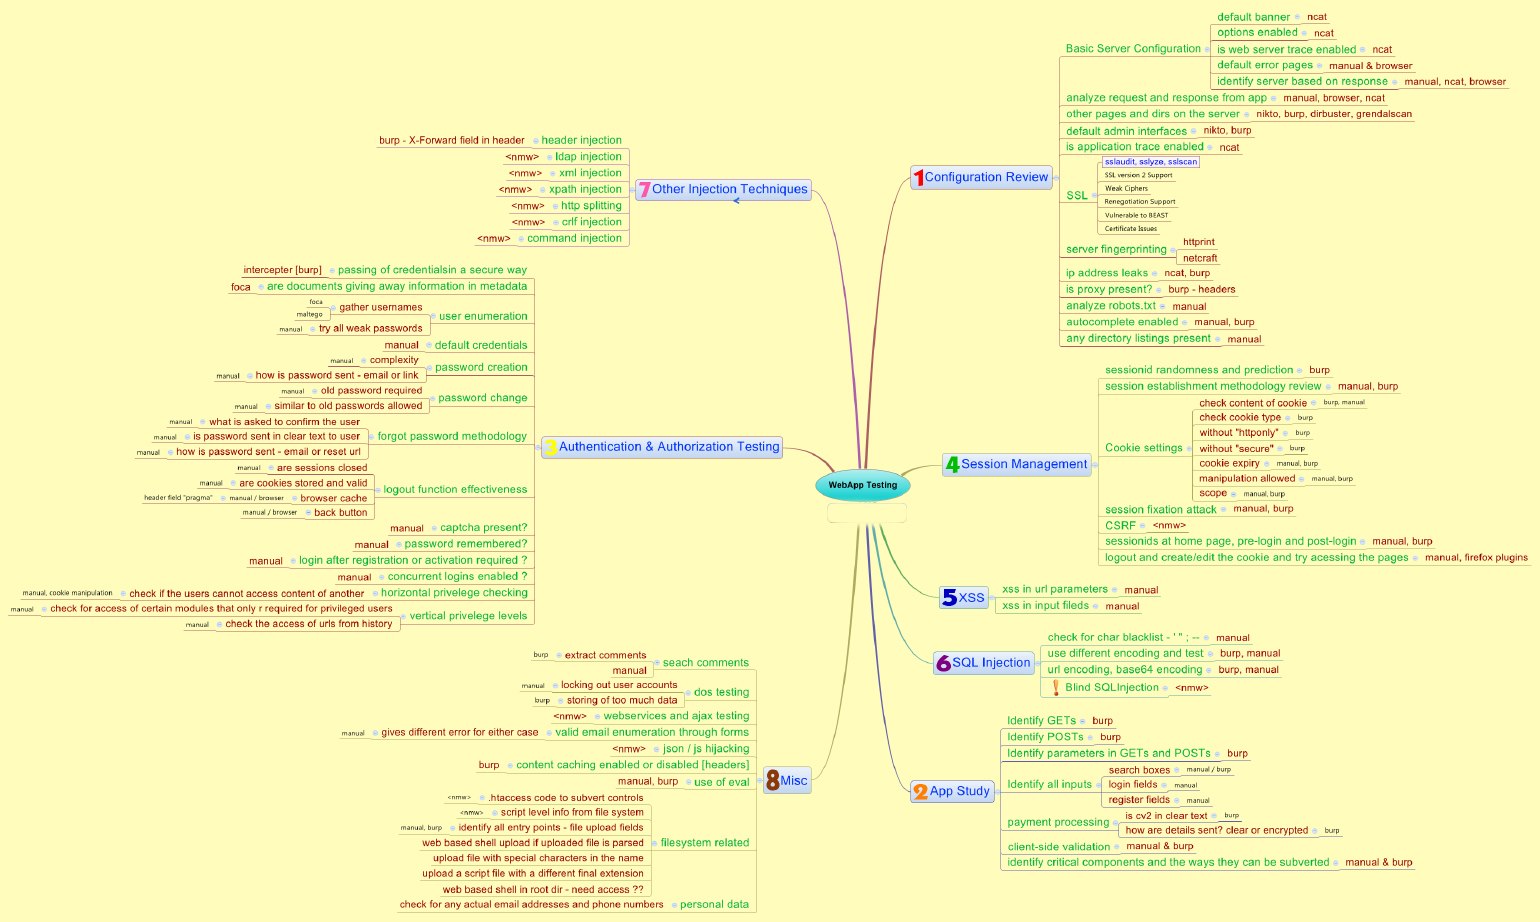 WebApp Testing
1 Configuration Review
Basic Server Configuration
default banner ncat
options enabled ncat
is web server trace enabled ncat
default error pages manual & browser
identify server based on response manual, ncat, browser
analyze request and response from app manual, browser, ncat
other pages and dirs on the server nikto, burp, dirbuster, grendalscan
default admin interfaces nikto, burp
is application trace enabled ncat
SSL
sslaudit, sslyze, sslscan
SSL version 2 Support
Weak Ciphers
Renegotiation Support
Vulnerable to BEAST
Certificate Issues
server fingerprinting
httprint
netcraft
ip address leaks ncat, burp
is proxy present? burp - headers
analyze robots.txt manual
autocomplete enabled manual, burp
any directory listings present manual
4 Session Management
sessionid randomness and prediction burp
session establishment methodology review manual, burp
Cookie settings
check content of cookie burp, manual
check cookie type burp
without "httponly" burp
without "secure" burp
cookie expiry manual, burp
manipulation allowed manual, burp
scope manual, burp
session fixation attack manual, burp
CSRF <nmw>
sessionids at home page, pre-login and post-login manual, burp
logout and create/edit the cookie and try acessing the pages manual, firefox plugins
5 XSS
xss in url parameters manual
xss in input fileds manual
6 SQL Injection
check for char blacklist - ' " ; -- manual
use different encoding and test burp, manual
url encoding, base64 encoding burp, manual
! Blind SQLInjection <nmw>
2 App Study
Identify GETs burp
Identify POSTs burp
Identify parameters in GETs and POSTs burp
Identify all inputs
search boxes manual / burp
login fields manual
register fields manual
payment processing
is cv2 in clear text burp
how are details sent? clear or encrypted burp
client-side validation manual & burp
identify critical components and the ways they can be subverted manual & burp
7 Other Injection Techniques
burp - X-Forward field in header header injection
<nmw> ldap injection
<nmw> xml injection
<nmw> xpath injection
<nmw> http splitting
<nmw> crlf injection
<nmw> command injection
3 Authentication & Authorization Testing
intercepter [burp] passing of credentialsin a secure way
foca are documents giving away information in metadata
user enumeration
foca
maltego
gather usernames
manual try all weak passwords
manual default credentials
password creation
manual complexity
manual how is password sent - email or link
password change
manual old password required
manual similar to old passwords allowed
forgot password methodology
manual what is asked to confirm the user
manual is password sent in clear text to user
manual how is password sent - email or reset url
logout function effectiveness
manual are sessions closed
manual are cookies stored and valid
header field "pragma" manual / browser browser cache
manual / browser back button
manual captcha present?
manual password remembered?
manual login after registration or activation required ?
manual concurrent logins enabled ?
manual, cookie manipulation check if the users cannot access content of another horizontal privelege checking
vertical privelege levels
manual check for access of certain modules that only r required for privileged users
manual check the access of urls from history
8 Misc
seach comments
burp extract comments
manual
dos testing
manual locking out user accounts
burp storing of too much data
<nmw> webservices and ajax testing
manual gives different error for either case valid email enumeration through forms
<nmw> json / js hijacking
burp content caching enabled or disabled [headers]
manual, burp use of eval
filesystem related
<nmw> .htaccess code to subvert controls
<nmw> script level info from file system
manual, burp identify all entry points - file upload fields
web based shell upload if uploaded file is parsed
upload file with special characters in the name
upload a script file with a different final extension
web based shell in root dir - need access ??
check for any actual email addresses and phone numbers personal data